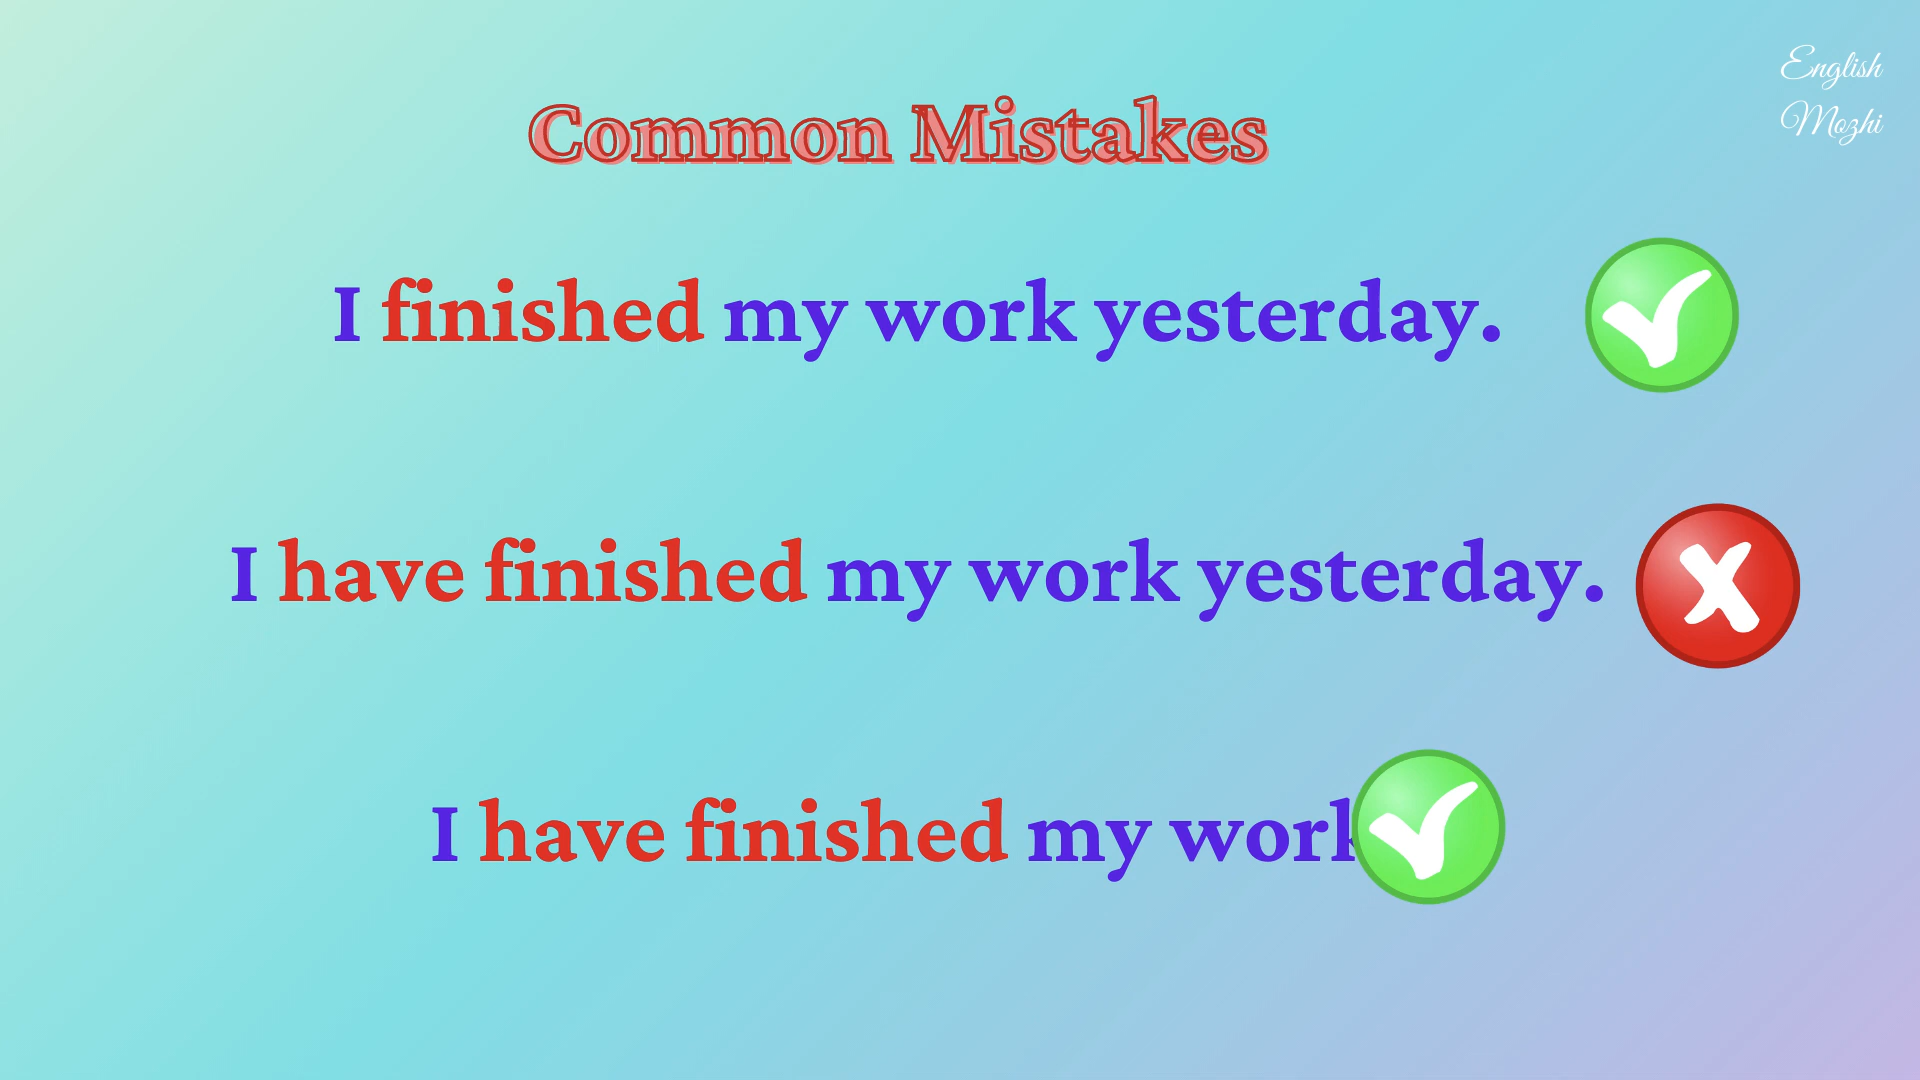 English
Mozhi
Common Mistakes
I finished my work yesterday.
I have finished my work yesterday.
I have finished my work